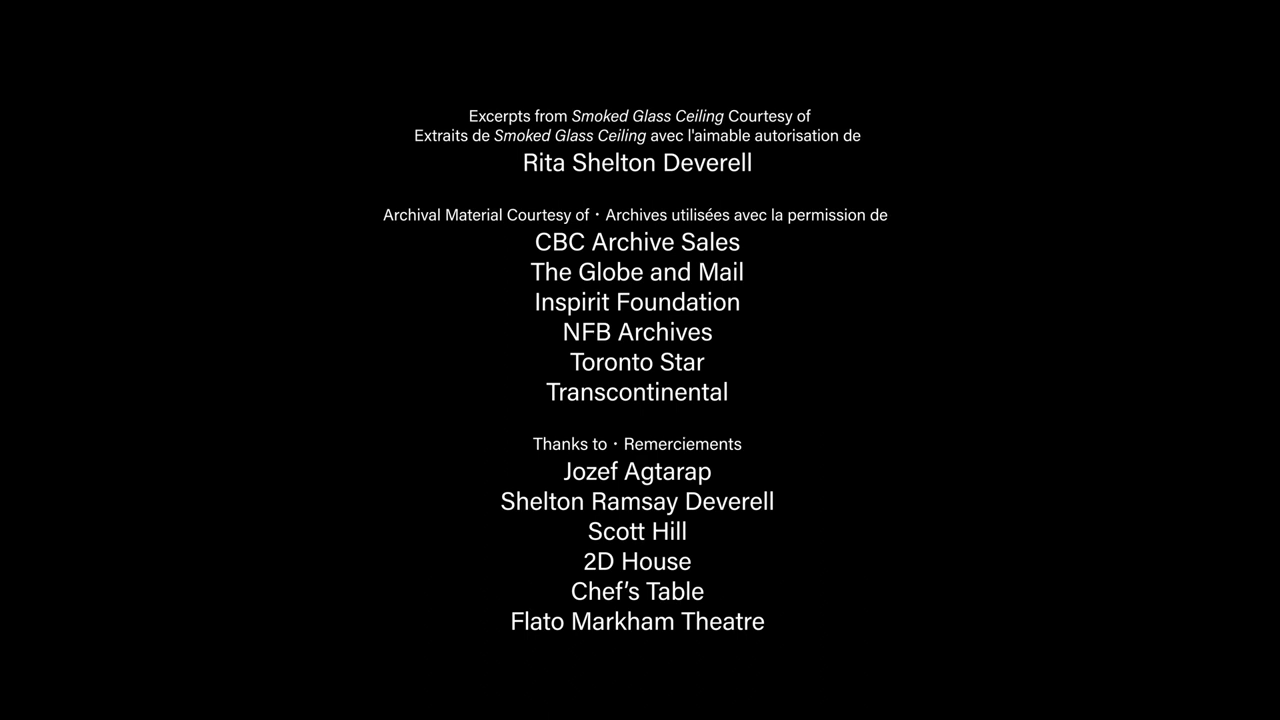 Excerpts from Smoked Glass Ceiling Courtesy of
Extraits de Smoked Glass Ceiling avec l'aimable autorisation de
Rita Shelton Deverell
Archival Material Courtesy of · Archives utilisées avec la permission de
CBC Archive Sales
The Globe and Mail
Inspirit Foundation
NFB Archives
Toronto Star
Transcontinental
Thanks to · Remerciements
Jozef Agtarap
Shelton Ramsay Deverell
Scott Hill
2D House
Chef’s Table
Flato Markham Theatre